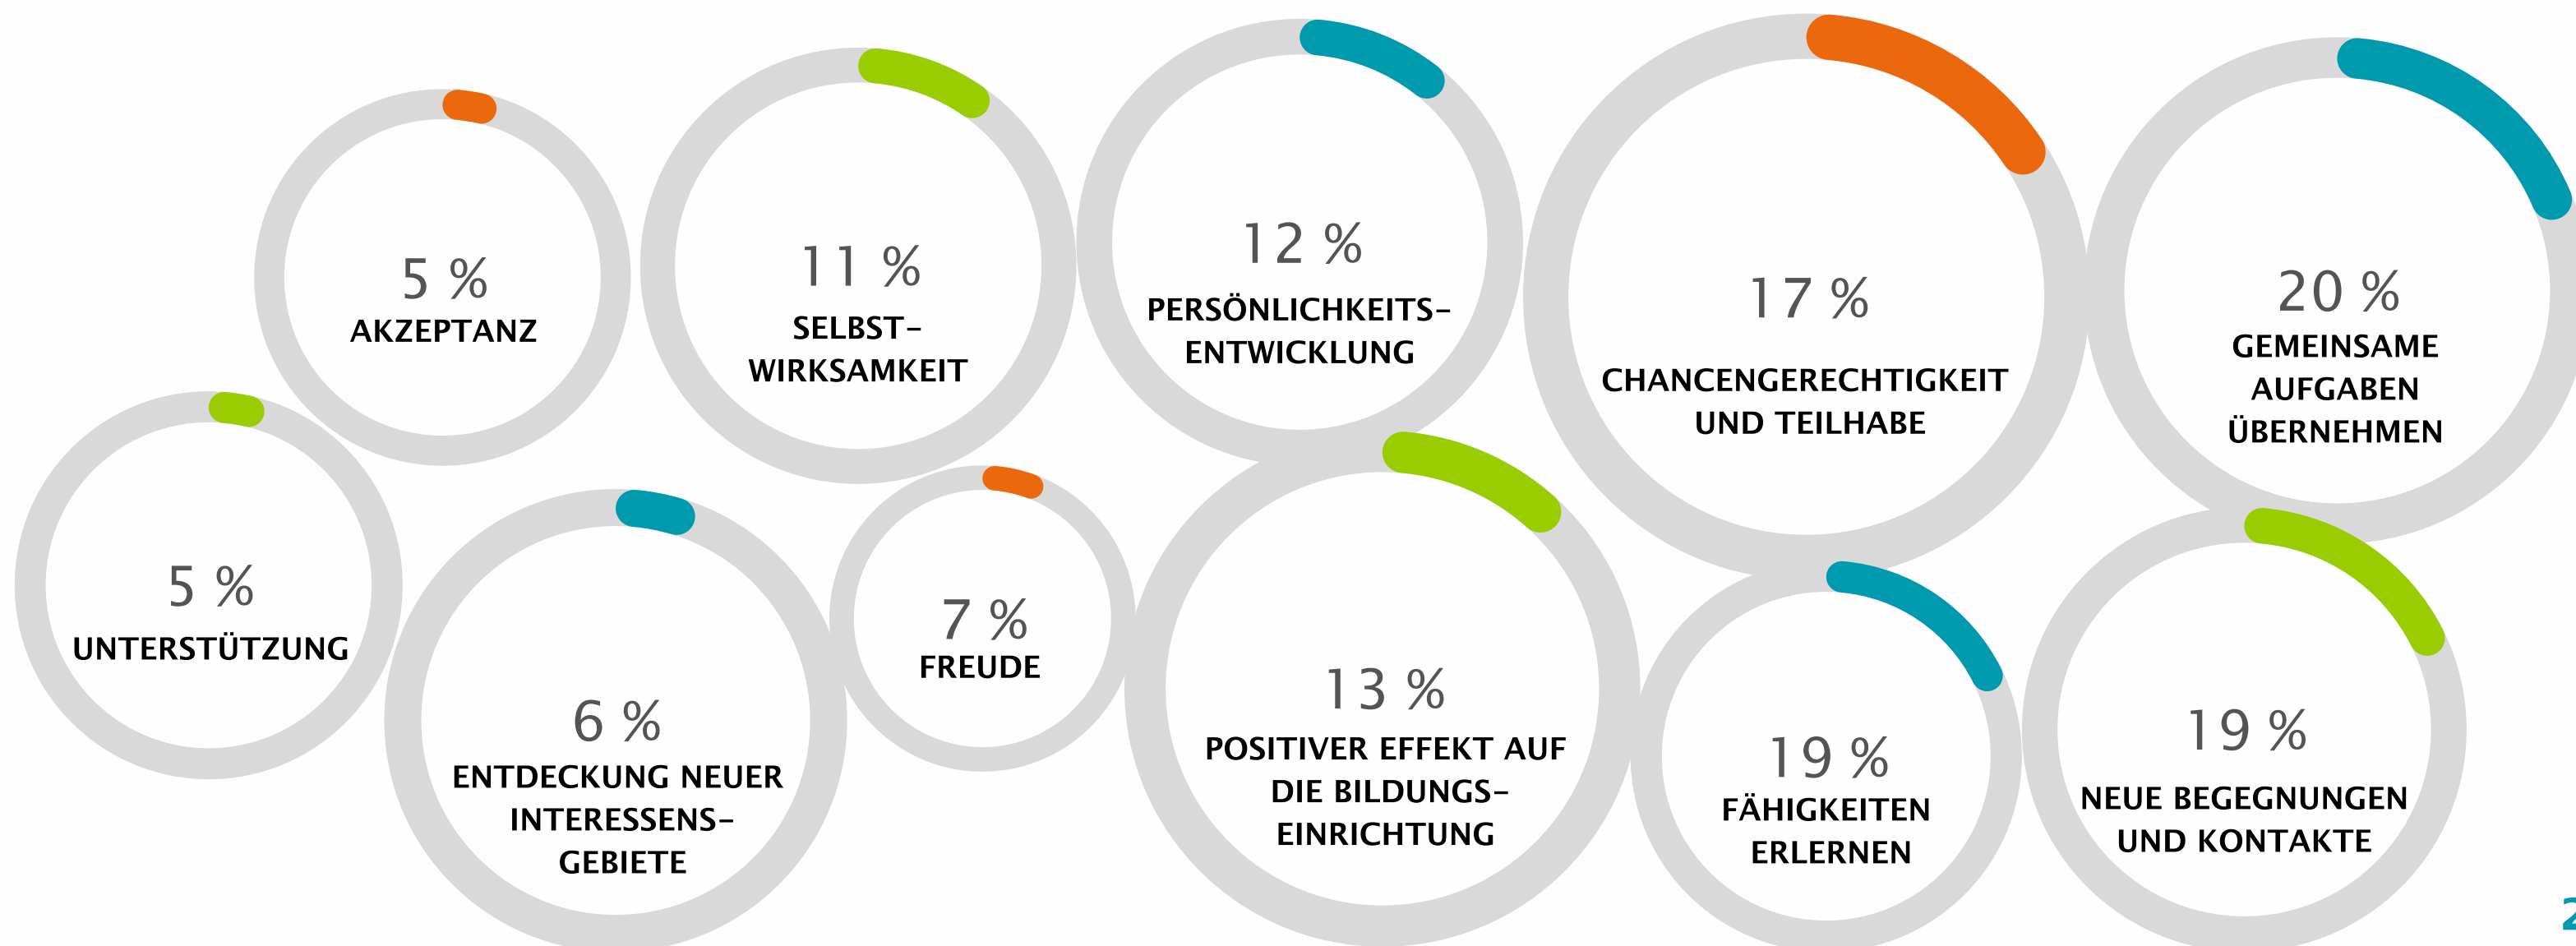 5 %
AKZEPTANZ
11 %
SELBST-
WIRKSAMKEIT
12 %
PERSÖNLICHKEITS-
ENTWICKLUNG
17 %
CHANCENGERECHTIGKEIT
UND TEILHABE
20 %
GEMEINSAME
AUFGABEN
ÜBERNEHMEN
5 %
UNTERSTÜTZUNG
6 %
ENTDECKUNG NEUER
INTERESSENS-
GEBIETE
7 %
FREUDE
13 %
POSITIVER EFFEKT AUF
DIE BILDUNGS-
EINRICHTUNG
19 %
FÄHIGKEITEN
ERLERNEN
19 %
NEUE BEGEGNUNGEN
UND KONTAKTE